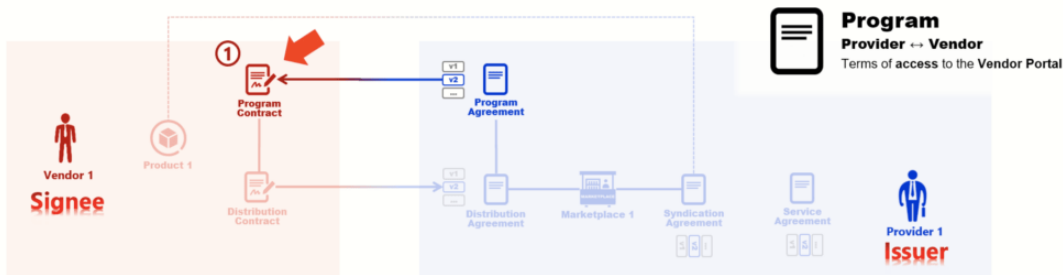 Program
Provider ↔ Vendor
Terms of access to the Vendor Portal
1
v1
v2
...
Program
Contract
Program
Agreement
Product 1
Vendor 1
Signee
v1
v2
...
Distribution
Contract
Distribution
Agreement
Marketplace 1
Syndication
Agreement
Service
Agreement
Provider 1
Issuer